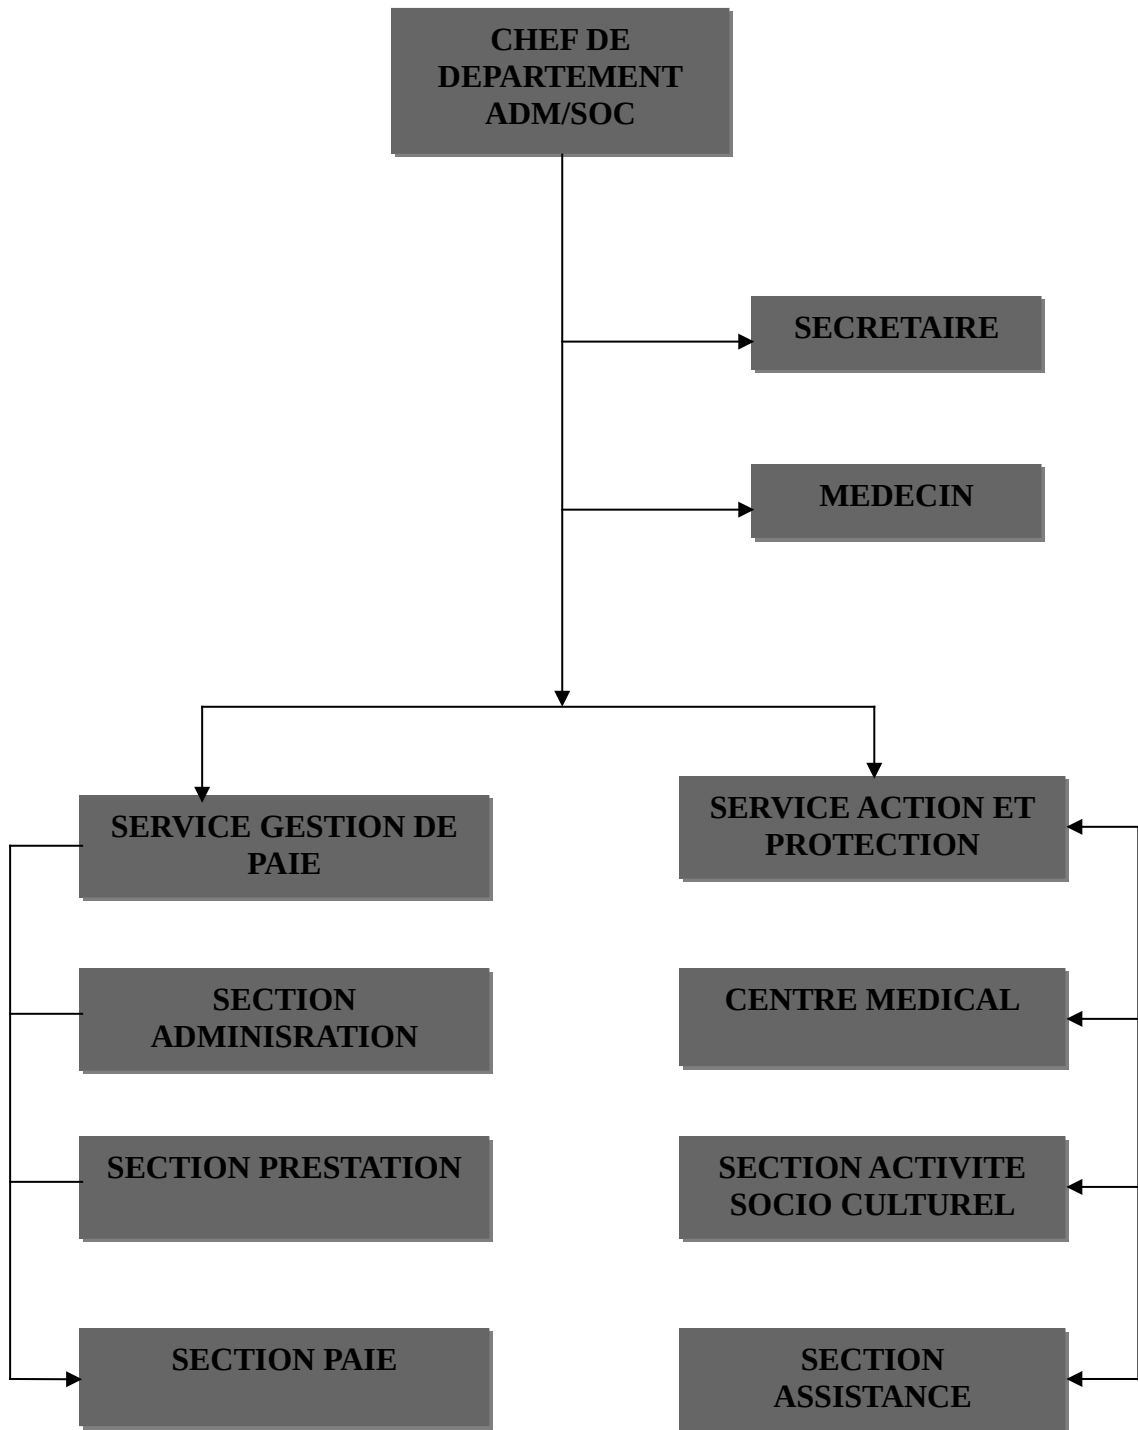 CHEF DE
DEPARTEMENT
ADM/SOC
SECRETAIRE
MEDECIN
SERVICE GESTION DE
PAIE
SERVICE ACTION ET
PROTECTION
SECTION
ADMINISRATION
CENTRE MEDICAL
SECTION PRESTATION
SECTION ACTIVITE
SOCIO CULTUREL
SECTION PAIE
SECTION
ASSISTANCE